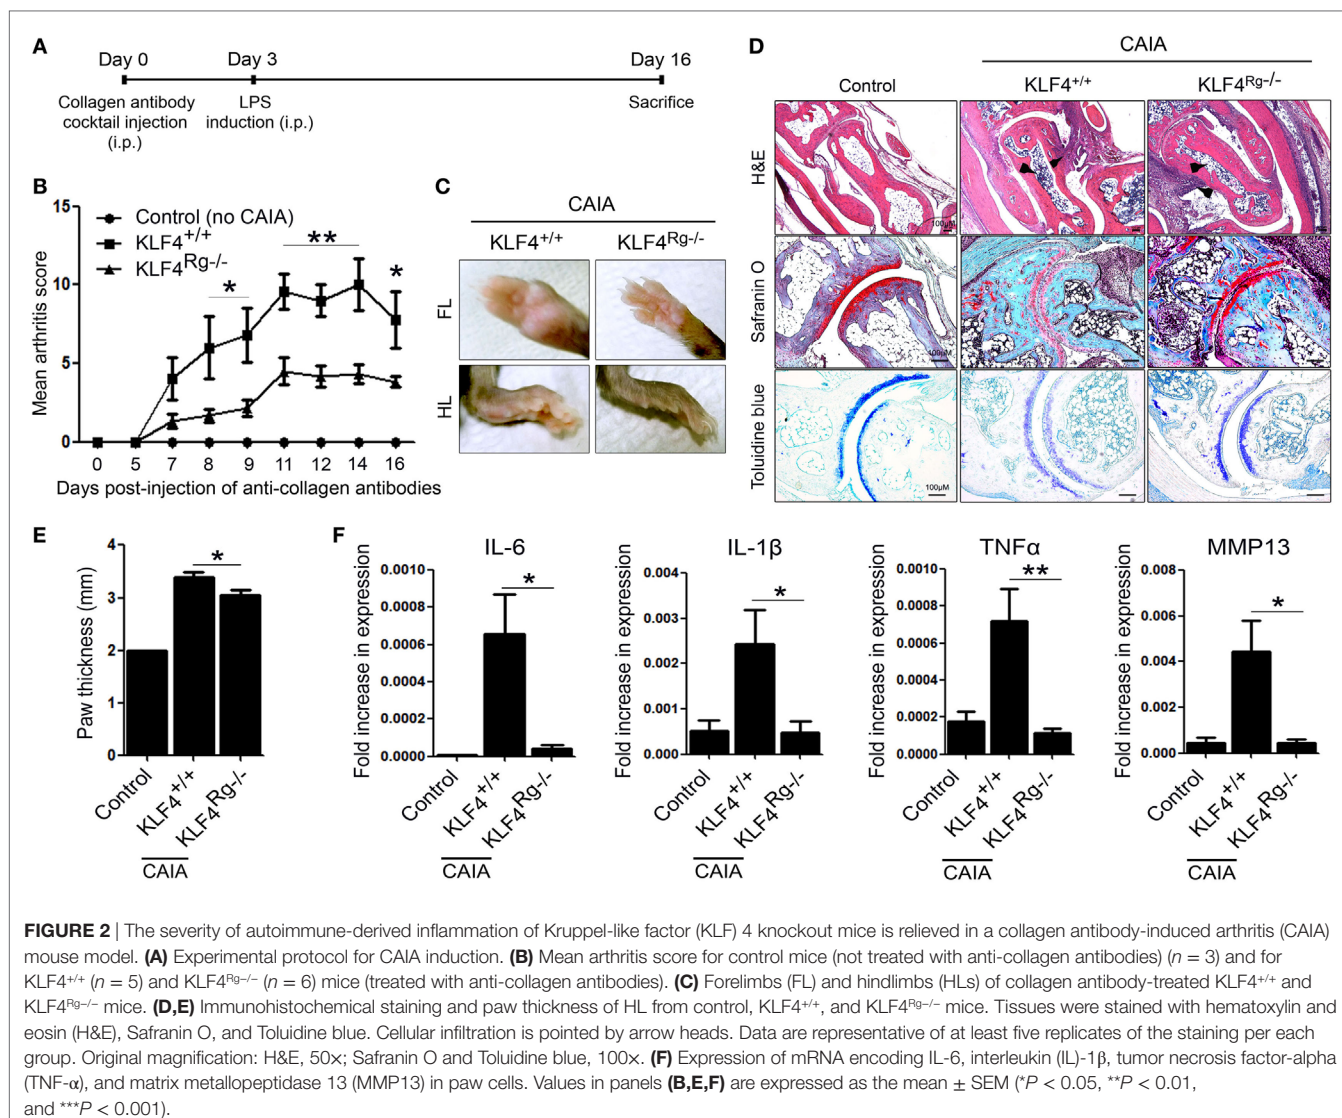 A
Day 0
Day 3
Day 16
Collagen antibody
cocktail injection
(i.p.)
LPS
induction (i.p.)
Sacrifice
B
Mean arthritis score
15
10
5
0
Control (no CAIA)
KLF4+/+
KLF4Rg-/-
*
**
*
0 5 7 8 9 11 12 14 16
Days post-injection of anti-collagen antibodies
C
CAIA
KLF4+/+ KLF4Rg-/-
FL
HL
D
CAIA
Control KLF4+/+ KLF4Rg-/-
H&E
100µM
Safranin O
100µM
Toluidine blue
100µM
E
Paw thickness (mm)
4
3
2
1
0
*
Control
KLF4+/+
KLF4Rg-/-
CAIA
F
IL-6
Fold increase in expression
0.0010
0.0008
0.0006
0.0004
0.0002
0.0000
*
Control
KLF4+/+
KLF4Rg-/-
CAIA
IL-1β
Fold increase in expression
0.004
0.003
0.002
0.001
0.000
*
Control
KLF4+/+
KLF4Rg-/-
CAIA
TNFα
Fold increase in expression
0.0010
0.0008
0.0006
0.0004
0.0002
0.0000
**
Control
KLF4+/+
KLF4Rg-/-
CAIA
MMP13
Fold increase in expression
0.008
0.006
0.004
0.002
0.000
*
Control
KLF4+/+
KLF4Rg-/-
CAIA
FIGURE 2 | The severity of autoimmune-derived inflammation of Kruppel-like factor (KLF) 4 knockout mice is relieved in a collagen antibody-induced arthritis (CAIA)
mouse model. (A) Experimental protocol for CAIA induction. (B) Mean arthritis score for control mice (not treated with anti-collagen antibodies) (n = 3) and for
KLF4+/+ (n = 5) and KLF4Rg−/− (n = 6) mice (treated with anti-collagen antibodies). (C) Forelimbs (FL) and hindlimbs (HLs) of collagen antibody-treated KLF4+/+ and
KLF4Rg−/− mice. (D,E) Immunohistochemical staining and paw thickness of HL from control, KLF4+/+, and KLF4Rg−/− mice. Tissues were stained with hematoxylin and
eosin (H&E), Safranin O, and Toluidine blue. Cellular infiltration is pointed by arrow heads. Data are representative of at least five replicates of the staining per each
group. Original magnification: H&E, 50×; Safranin O and Toluidine blue, 100×. (F) Expression of mRNA encoding IL-6, interleukin (IL)-1β, tumor necrosis factor-alpha
(TNF-α), and matrix metallopeptidase 13 (MMP13) in paw cells. Values in panels (B,E,F) are expressed as the mean ± SEM (*P < 0.05, **P < 0.01,
and ***P < 0.001).